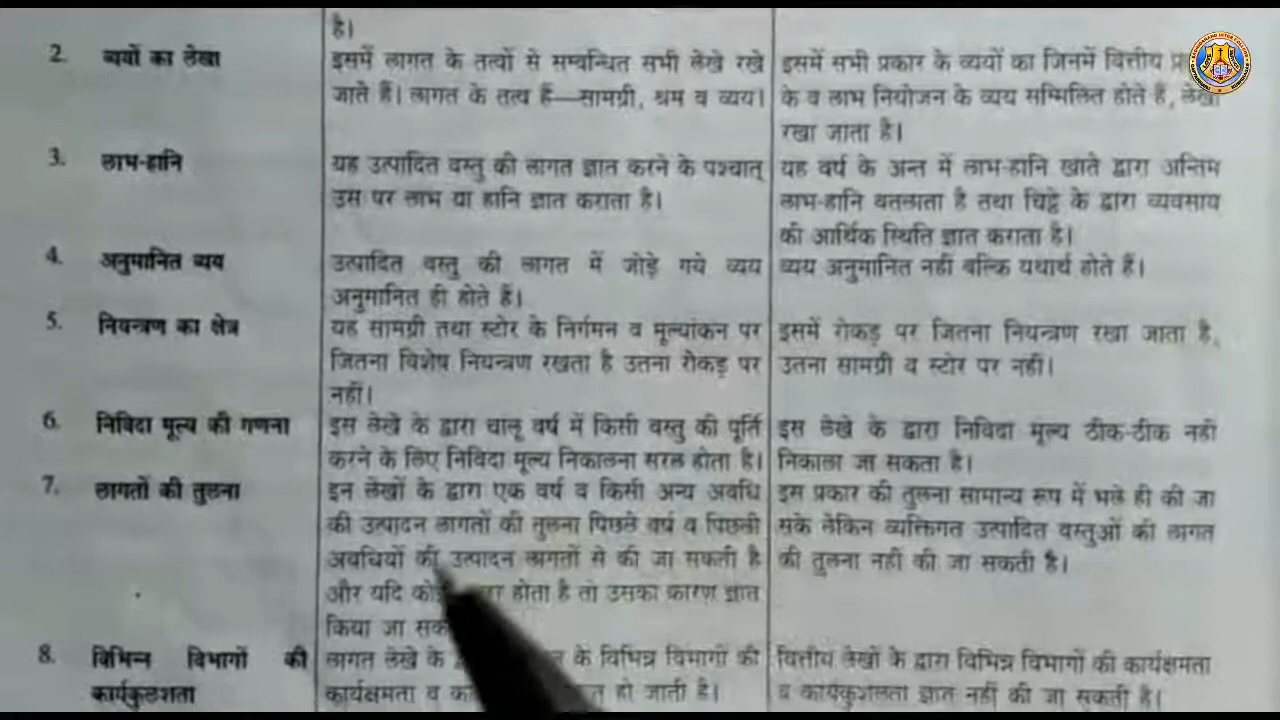 है।
2. व्ययों का लेखा
इसमें लागत के तत्वों से सम्बन्धित सभी लेखे रखे
जाते हैं। लागत के तत्व हैं—सामग्री, श्रम व व्यय।
इसमें सभी प्रकार के व्ययों का जिनमें वित्तीय
के व लाभ नियोजन के व्यय सम्मिलित होते हैं, लेखा
रखा जाता है।
3. लाभ-हानि
यह उत्पादित वस्तु की लागत ज्ञात करने के पश्चात्
उस पर लाभ या हानि ज्ञात कराता है।
यह वर्ष के अन्त में लाभ-हानि खाते द्वारा अन्तिम
लाभ-हानि बतलाता है तथा चिट्ठे के द्वारा व्यवसाय
की आर्थिक स्थिति ज्ञात कराता है।
4. अनुमानित व्यय
उत्पादित वस्तु की लागत में जोड़े गये व्यय
अनुमानित ही होते हैं।
व्यय अनुमानित नहीं बल्कि यथार्थ होते हैं।
5. नियन्त्रण का क्षेत्र
यह सामग्री तथा स्टोर के निर्गमन व मूल्यांकन पर
जितना विशेष नियन्त्रण रखता है उतना रोकड़ पर
नहीं।
इसमें रोकड़ पर जितना नियन्त्रण रखा जाता है,
उतना सामग्री व स्टोर पर नहीं।
6. निविदा मूल्य की गणना
इस लेखे के द्वारा चालू वर्ष में किसी वस्तु की पूर्ति
करने के लिए निविदा मूल्य निकालना सरल होता है।
इस लेखे के द्वारा निविदा मूल्य ठीक-ठीक नहीं
निकाला जा सकता है।
7. लागतों की तुलना
इन लेखों के द्वारा एक वर्ष व किसी अन्य अवधि
की उत्पादन लागतों की तुलना पिछले वर्ष व पिछली
अवधियों की उत्पादन लागतों से की जा सकती है
और यदि होता है तो उसका कारण ज्ञात
किया जा
इस प्रकार की तुलना सामान्य रूप में भले ही की जा
सके लेकिन व्यक्तिगत उत्पादित वस्तुओं की लागत
की तुलना नहीं की जा सकती है।
8. विभिन्न विभागों की
कार्यकुलशता
लागत लेखे के के विभिन्न विभागों की
कार्यक्षमता व हो जाती है।
वित्तीय लेखों के द्वारा विभिन्न विभागों की कार्यक्षमता
व कार्यकुशलता ज्ञात नहीं की जा सकती है।